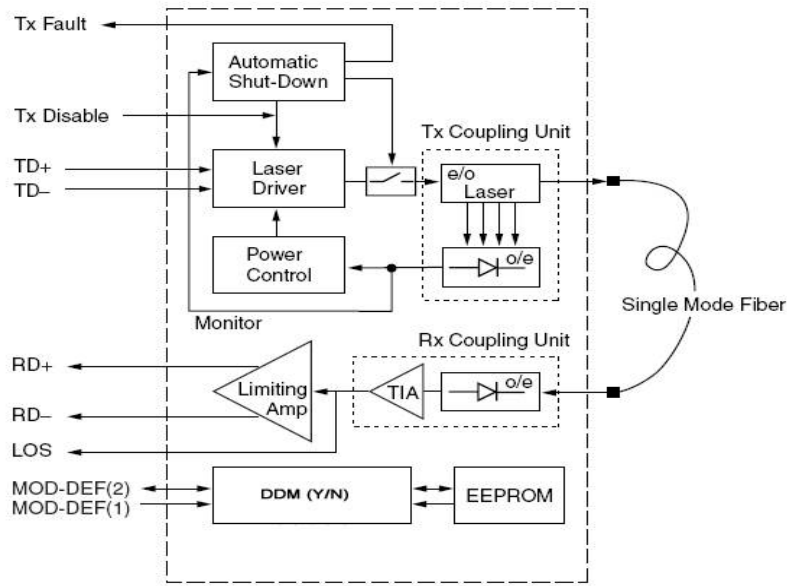 Tx Fault
Automatic
Shut-Down
Tx Disable
Tx Coupling Unit
TD+
TD–
Laser
Driver
e/o
Laser
Power
Control
o/e
Monitor
Single Mode Fiber
Rx Coupling Unit
RD+
RD–
LOS
Limiting
Amp
TIA
o/e
MOD-DEF(2)
MOD-DEF(1)
DDM (Y/N)
EEPROM